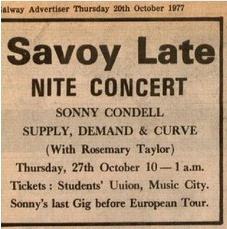 alway Advertiser Thursday 20th October 1977
Savoy Late
NITE CONCERT
SONNY CONDELL
SUPPLY, DEMAND & CURVE
(With Rosemary Taylor)
Thursday, 27th October 10—1 a.m.
Tickets: Students' Uuion, Music City.
Sonny's last Gig before European Tour.